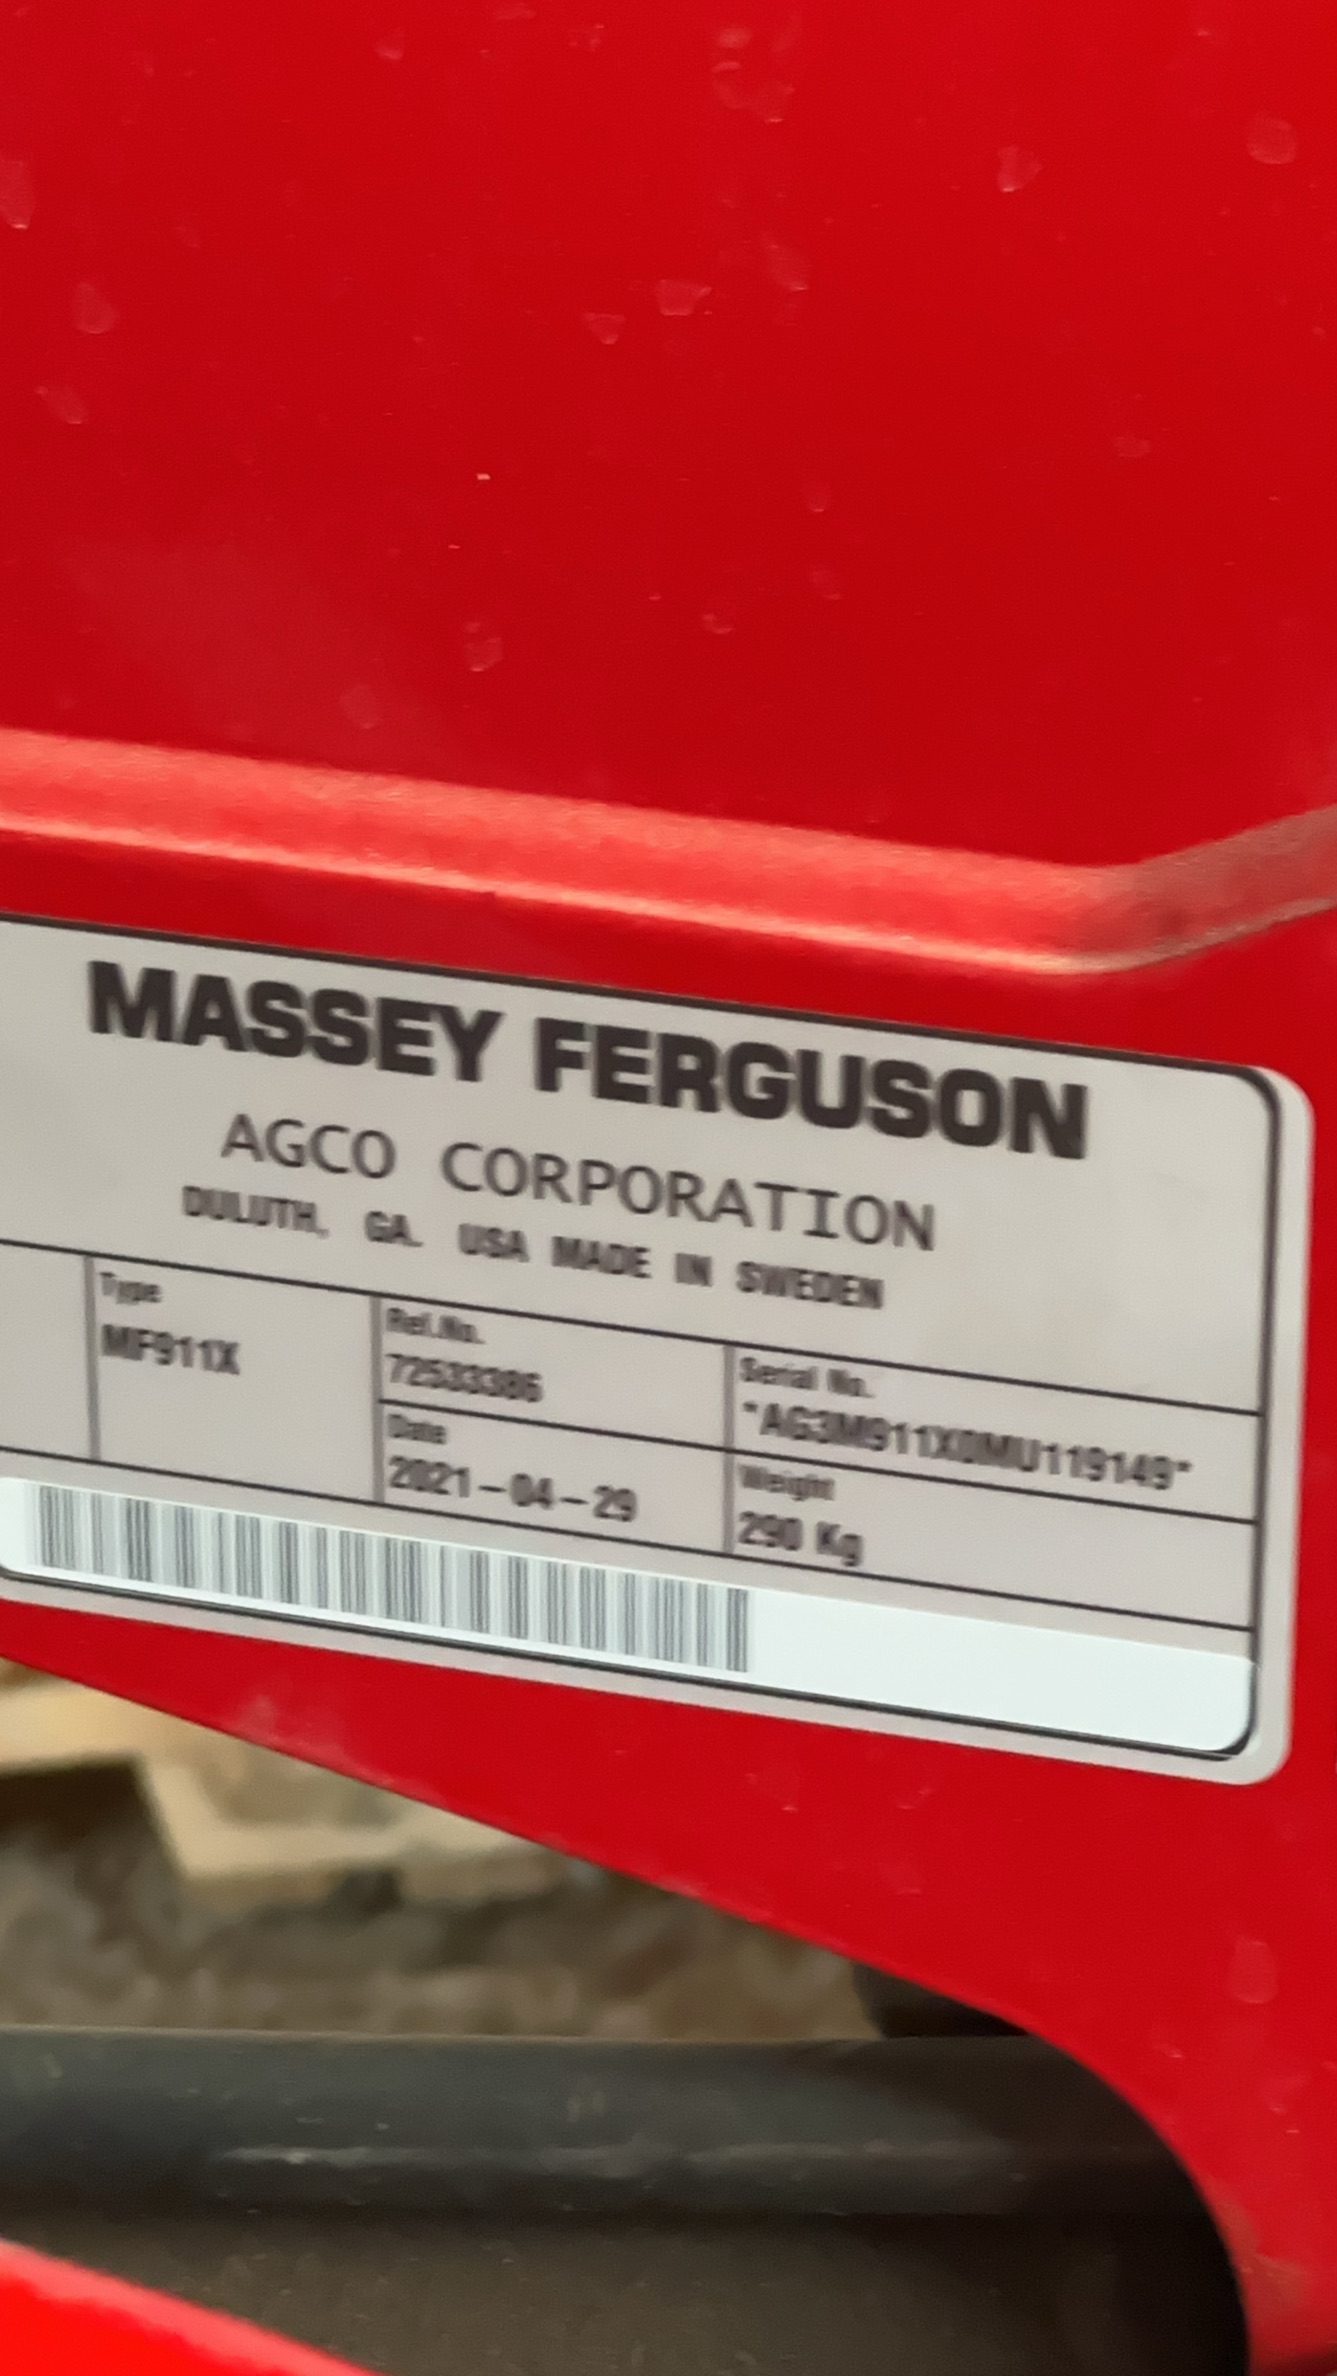 MASSEY FERGUSON
AGCO CORPORATION
DULUTH, GA. USA MADE IN SWEDEN
Type
MF911X
Ref.No.
72533386
Serial No.
*AG3M911X0MU119149*
Date
2021-04-29
Weight
290 Kg